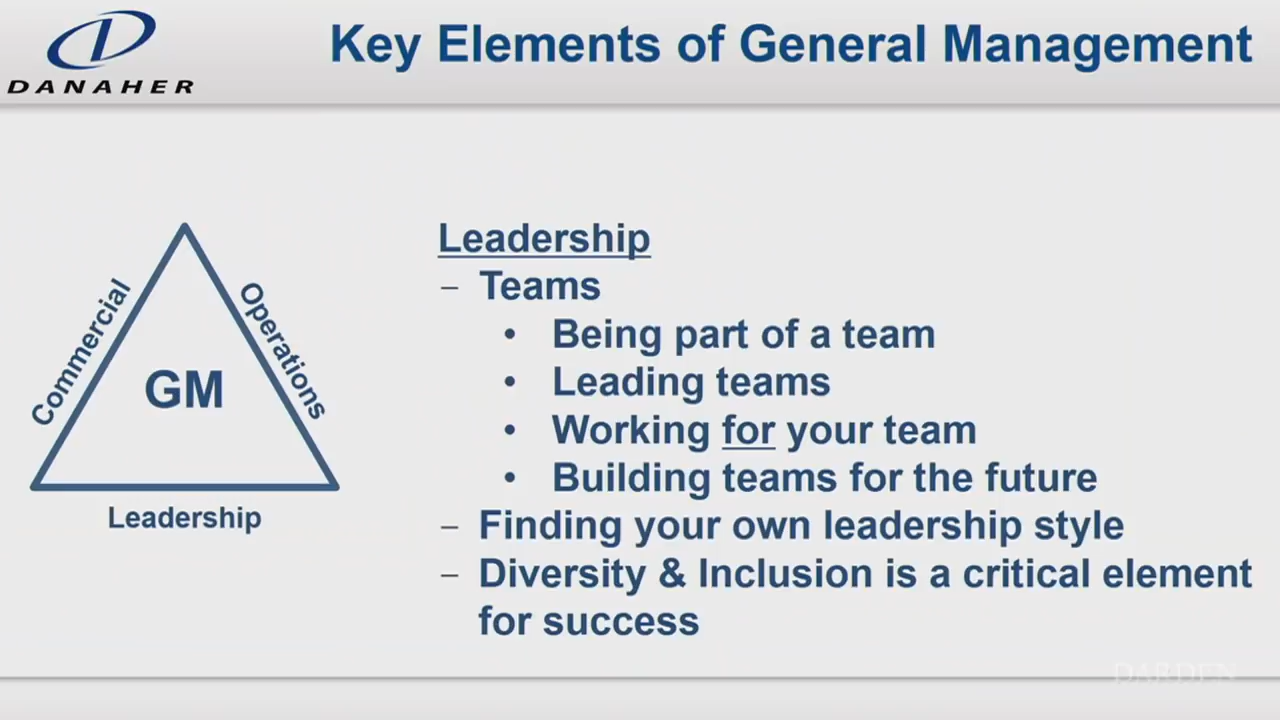 DANAHER
Key Elements of General Management
Commercial
Operations
GM
Leadership
Leadership
– Teams
• Being part of a team
• Leading teams
• Working for your team
• Building teams for the future
– Finding your own leadership style
– Diversity & Inclusion is a critical element
for success
DARDEN